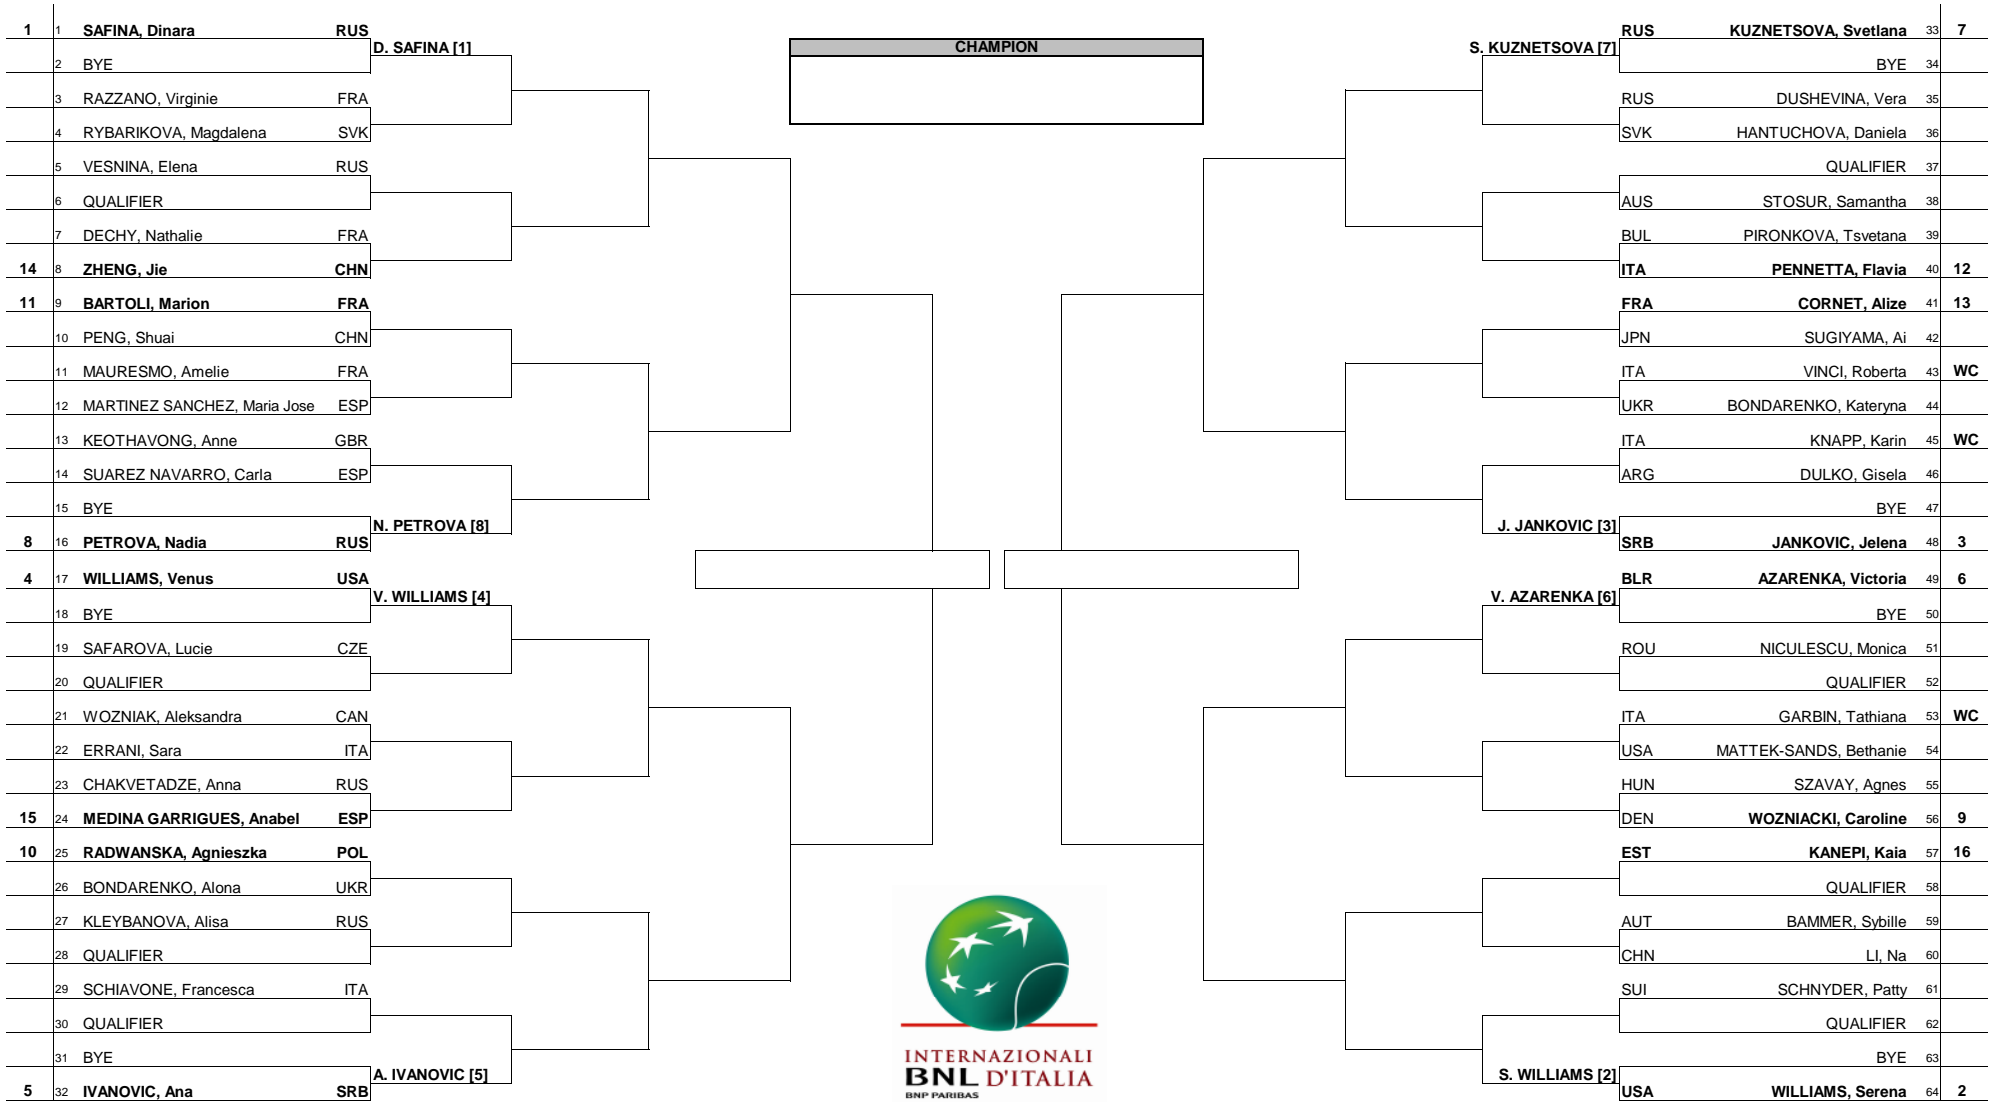 1 1 SAFINA, Dinara RUS
D. SAFINA [1]
2 BYE
3 RAZZANO, Virginie FRA
4 RYBARIKOVA, Magdalena SVK
5 VESNINA, Elena RUS
6 QUALIFIER
7 DECHY, Nathalie FRA
14 8 ZHENG, Jie CHN
11 9 BARTOLI, Marion FRA
10 PENG, Shuai CHN
11 MAURESMO, Amelie FRA
12 MARTINEZ SANCHEZ, Maria Jose ESP
13 KEOTHAVONG, Anne GBR
14 SUAREZ NAVARRO, Carla ESP
15 BYE
N. PETROVA [8]
8 16 PETROVA, Nadia RUS
4 17 WILLIAMS, Venus USA
V. WILLIAMS [4]
18 BYE
19 SAFAROVA, Lucie CZE
20 QUALIFIER
21 WOZNIAK, Aleksandra CAN
22 ERRANI, Sara ITA
23 CHAKVETADZE, Anna RUS
15 24 MEDINA GARRIGUES, Anabel ESP
10 25 RADWANSKA, Agnieszka POL
26 BONDARENKO, Alona UKR
27 KLEYBANOVA, Alisa RUS
28 QUALIFIER
29 SCHIAVONE, Francesca ITA
30 QUALIFIER
31 BYE
A. IVANOVIC [5]
5 32 IVANOVIC, Ana SRB
CHAMPION
INTERNAZIONALI
BNL D'ITALIA
BNP PARIBAS
RUS KUZNETSOVA, Svetlana 33 7
S. KUZNETSOVA [7]
BYE 34
RUS DUSHEVINA, Vera 35
SVK HANTUCHOVA, Daniela 36
QUALIFIER 37
AUS STOSUR, Samantha 38
BUL PIRONKOVA, Tsvetana 39
ITA PENNETTA, Flavia 40 12
FRA CORNET, Alize 41 13
JPN SUGIYAMA, Ai 42
ITA VINCI, Roberta 43 WC
UKR BONDARENKO, Kateryna 44
ITA KNAPP, Karin 45 WC
ARG DULKO, Gisela 46
BYE 47
J. JANKOVIC [3]
SRB JANKOVIC, Jelena 48 3
BLR AZARENKA, Victoria 49 6
V. AZARENKA [6]
BYE 50
ROU NICULESCU, Monica 51
QUALIFIER 52
ITA GARBIN, Tathiana 53 WC
USA MATTEK-SANDS, Bethanie 54
HUN SZAVAY, Agnes 55
DEN WOZNIACKI, Caroline 56 9
EST KANEPI, Kaia 57 16
QUALIFIER 58
AUT BAMMER, Sybille 59
CHN LI, Na 60
SUI SCHNYDER, Patty 61
QUALIFIER 62
BYE 63
S. WILLIAMS [2]
USA WILLIAMS, Serena 64 2